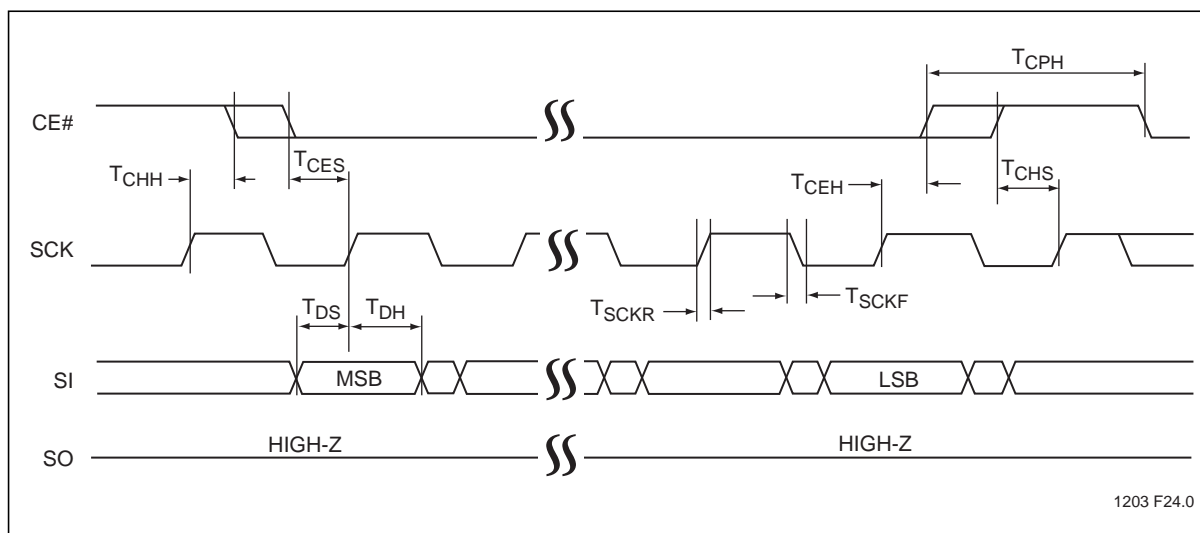 TCPH
CE#
TCHH
TCES
TCEH
TCHS
SCK
TDS
TDH
TSCKR
TSCKF
SI
MSB
LSB
HIGH-Z
HIGH-Z
SO
1203 F24.0